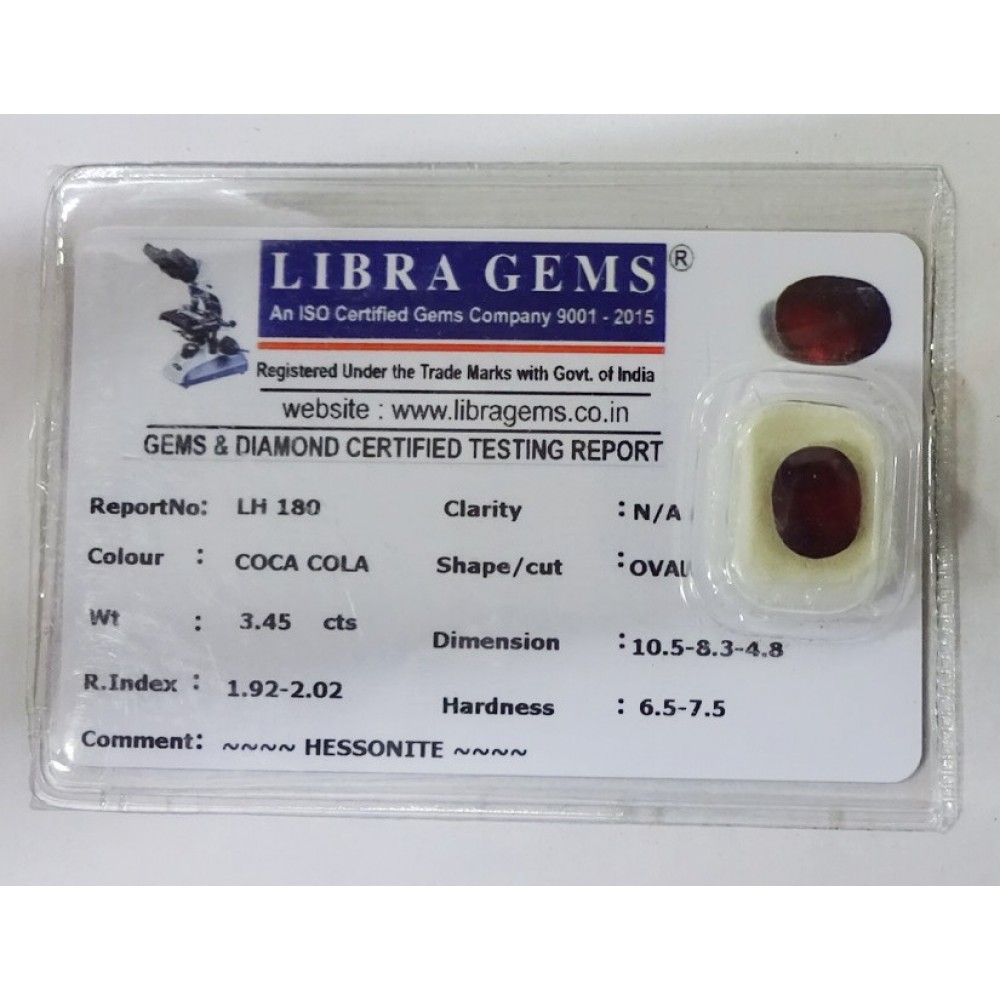 LIBRA GEMS ®
An ISO Certified Gems Company 9001 - 2015
Registered Under the Trade Marks with Govt. of India
website : www.libragems.co.in
GEMS & DIAMOND CERTIFIED TESTING REPORT
ReportNo: LH 180 Clarity : N/A
Colour : COCA COLA Shape/cut : OVAL
Wt : 3.45 cts Dimension : 10.5-8.3-4.8
R.Index : 1.92-2.02 Hardness : 6.5-7.5
Comment: ~~~~ HESSONITE ~~~~